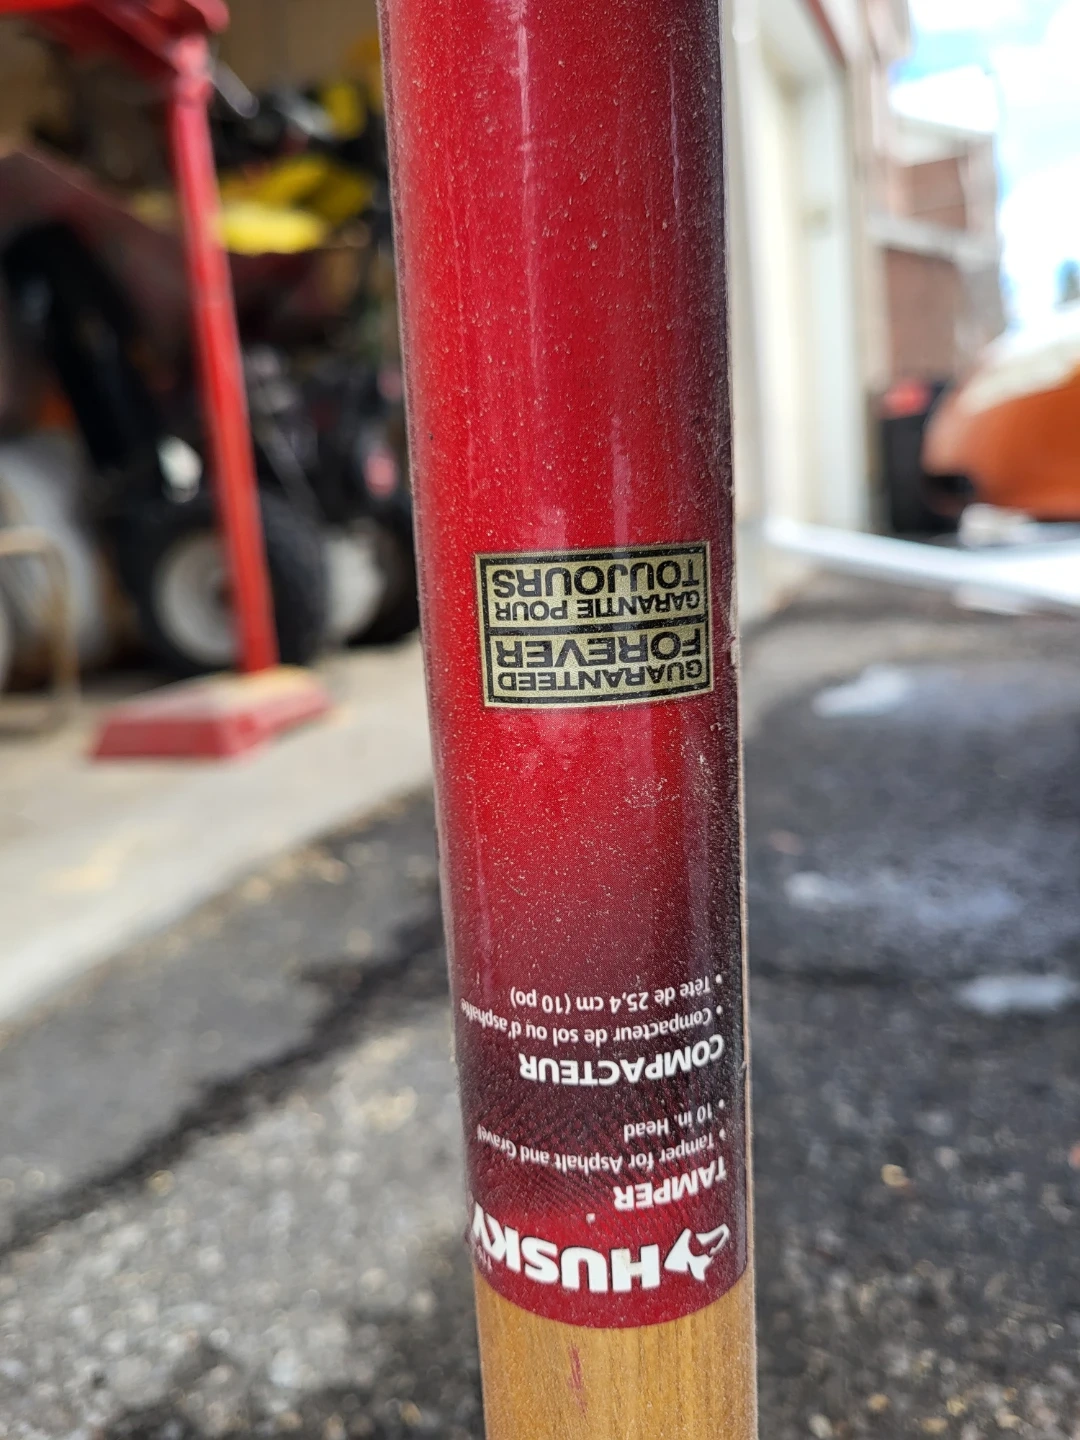 HUSKY
TAMPER
• Tamper for Asphalt and Gravel
• 10 in. Head
COMPACTEUR
• Compacteur de sol ou d'asphalte
• Tête de 25,4 cm (10 po)
GUARANTEED
FOREVER
GARANTIE POUR
TOUJOURS